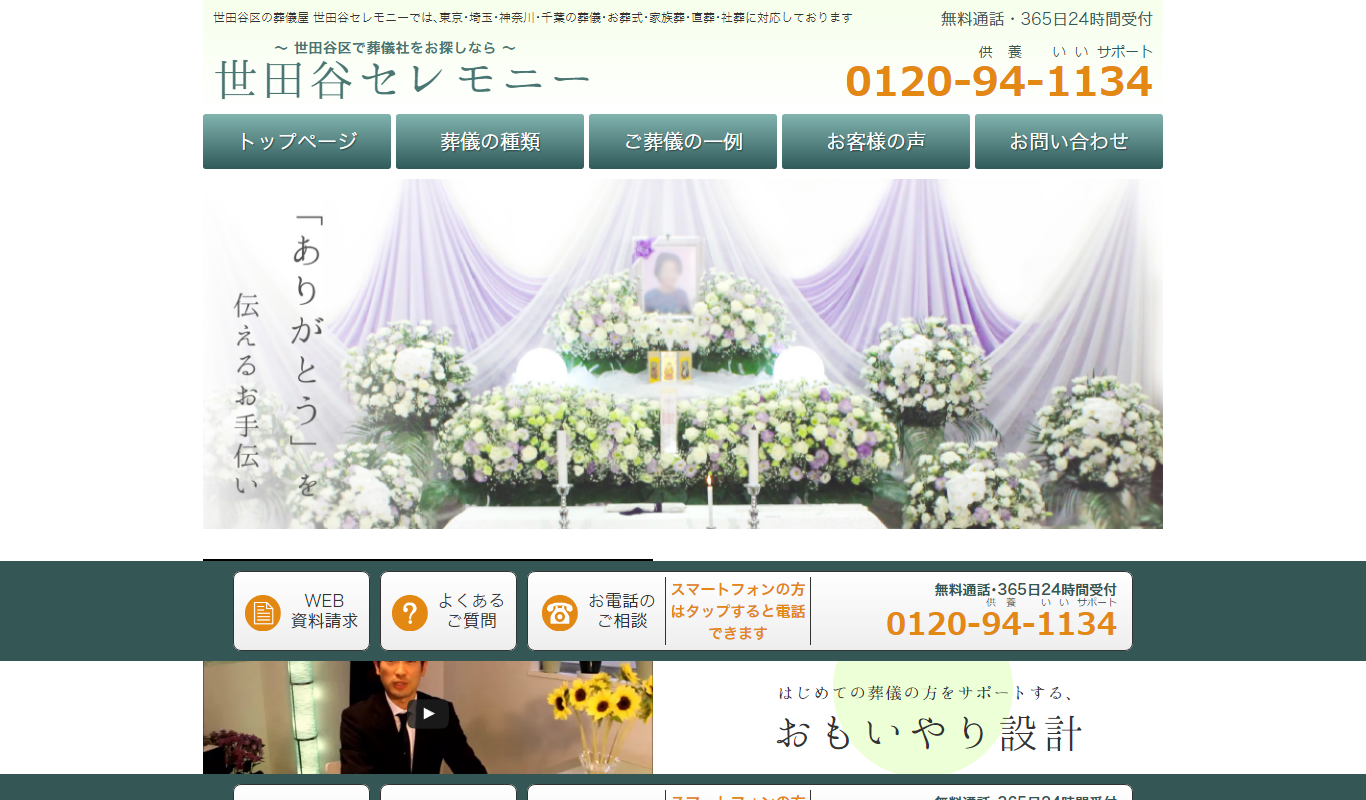 世田谷区の葬儀屋 世田谷セレモニーでは､東京･埼玉･神奈川･千葉の葬儀･お葬式･家族葬･直葬･社葬に対応しております
無料通話・365日24時間受付
～ 世田谷区で葬儀社をお探しなら ～
世田谷セレモニー
供 養 い い サポート
0120-94-1134
トップページ
葬儀の種類
ご葬儀の一例
お客様の声
お問い合わせ
「ありがとう」を
伝えるお手伝い
WEB
資料請求
よくある
ご質問
お電話の
ご相談
スマートフォンの方
はタップすると電話
できます
無料通話･365日24時間受付
供 養 い い サポート
0120-94-1134
はじめての葬儀の方をサポートする、
おもいやり設計
スマートフォンの方
無料通話･365日24時間受付